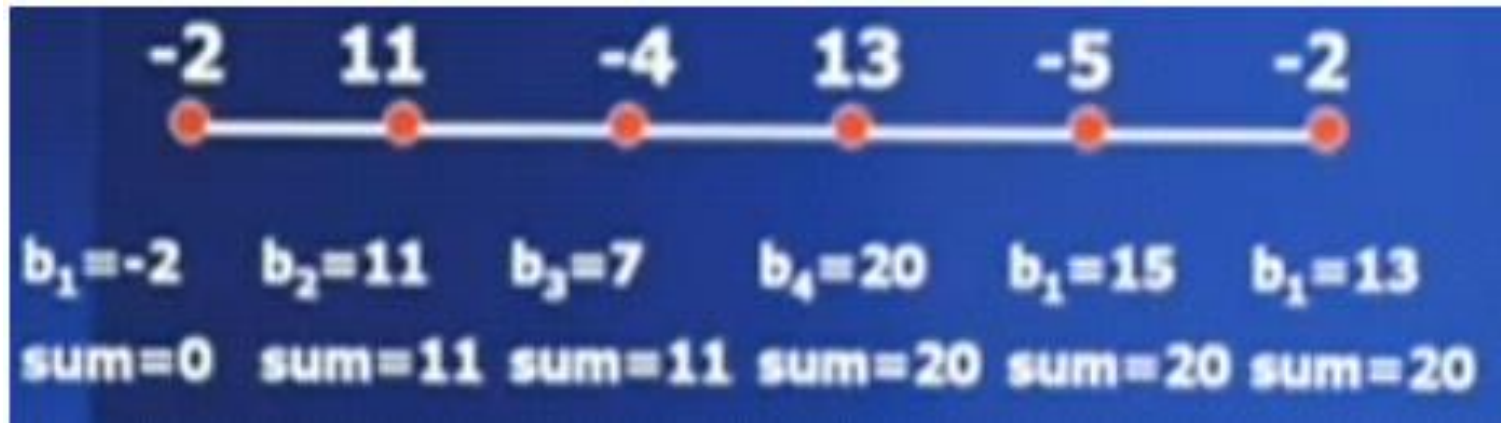 -2 11 -4 13 -5 -2
b₁=-2 b₂=11 b₃=7 b₄=20 b₁=15 b₁=13
sum=0 sum=11 sum=11 sum=20 sum=20 sum=20